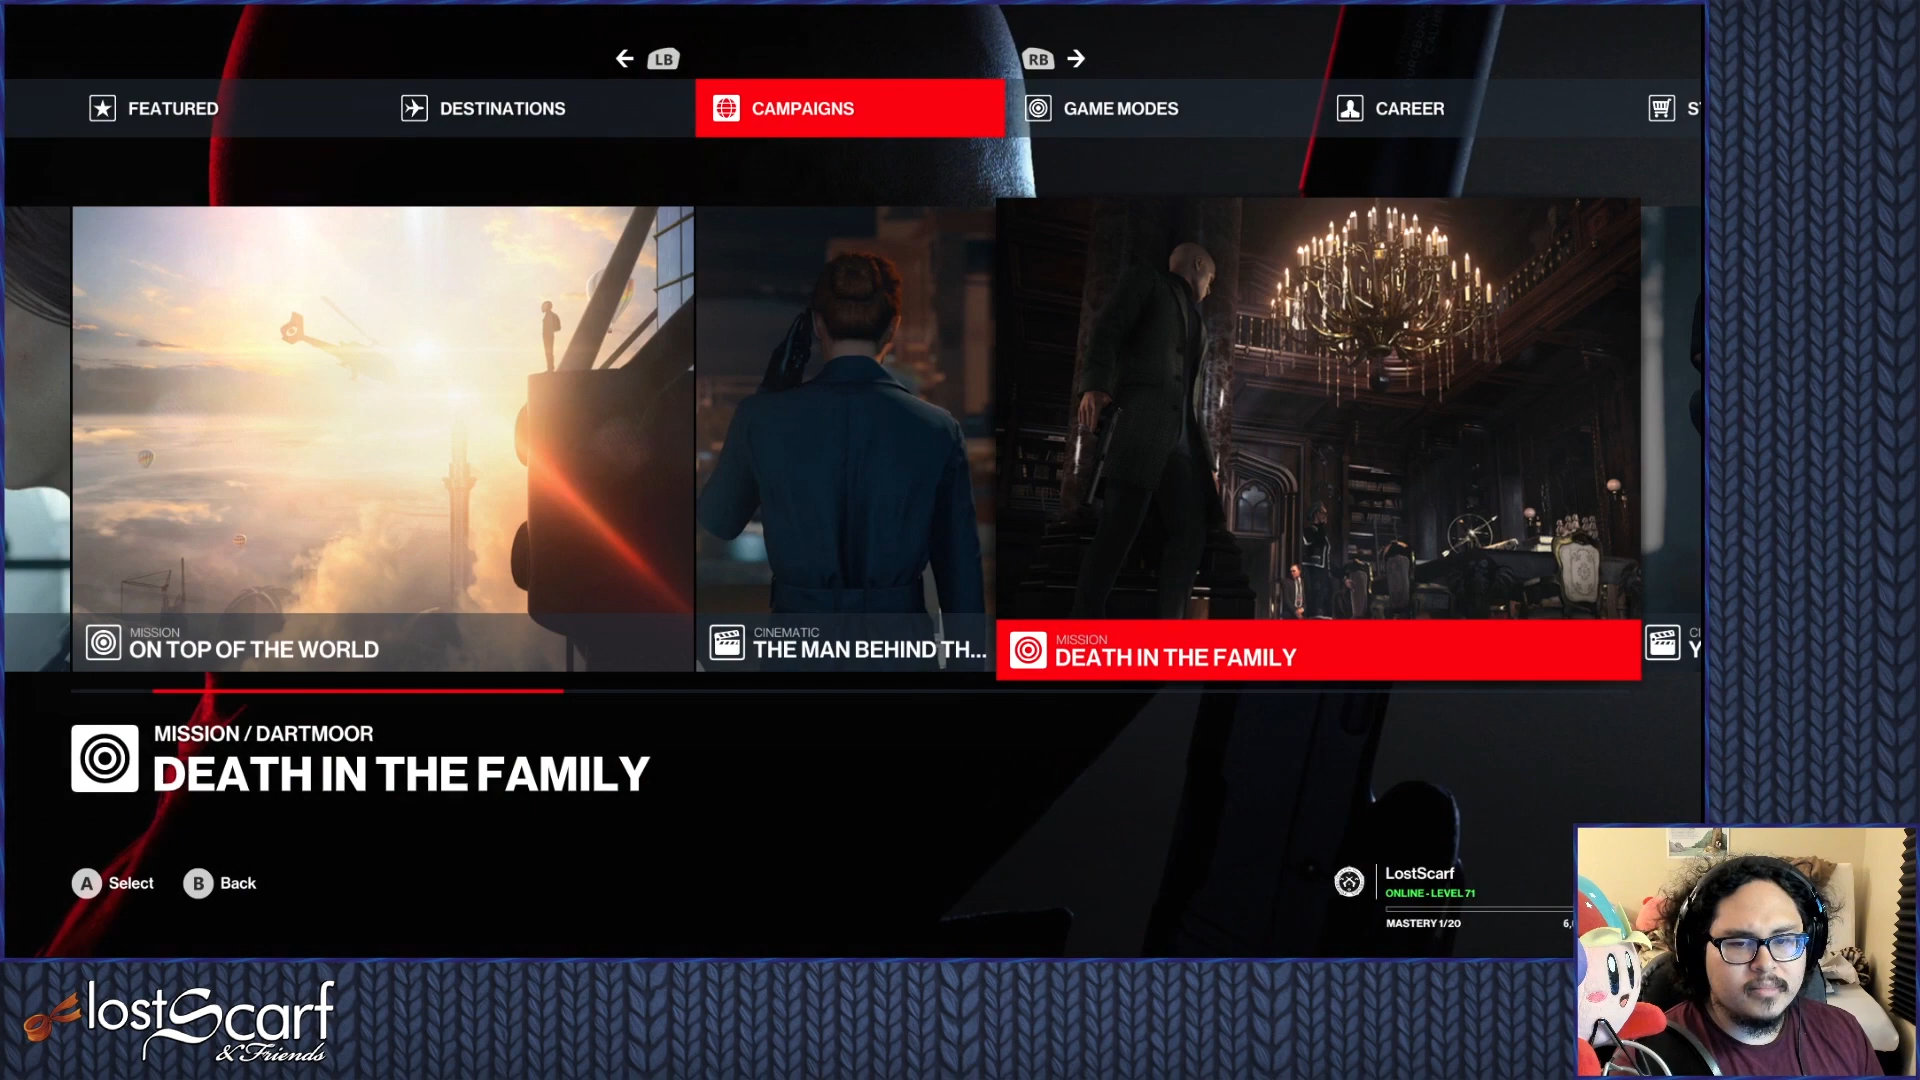 LB
RB
FEATURED
DESTINATIONS
CAMPAIGNS
GAME MODES
CAREER
MISSION
ON TOP OF THE WORLD
CINEMATIC
THE MAN BEHIND TH...
MISSION
DEATH IN THE FAMILY
MISSION / DARTMOOR
DEATH IN THE FAMILY
A Select
B Back
LostScarf
ONLINE - LEVEL 71
MASTERY 1/20
lostScarf
& Friends